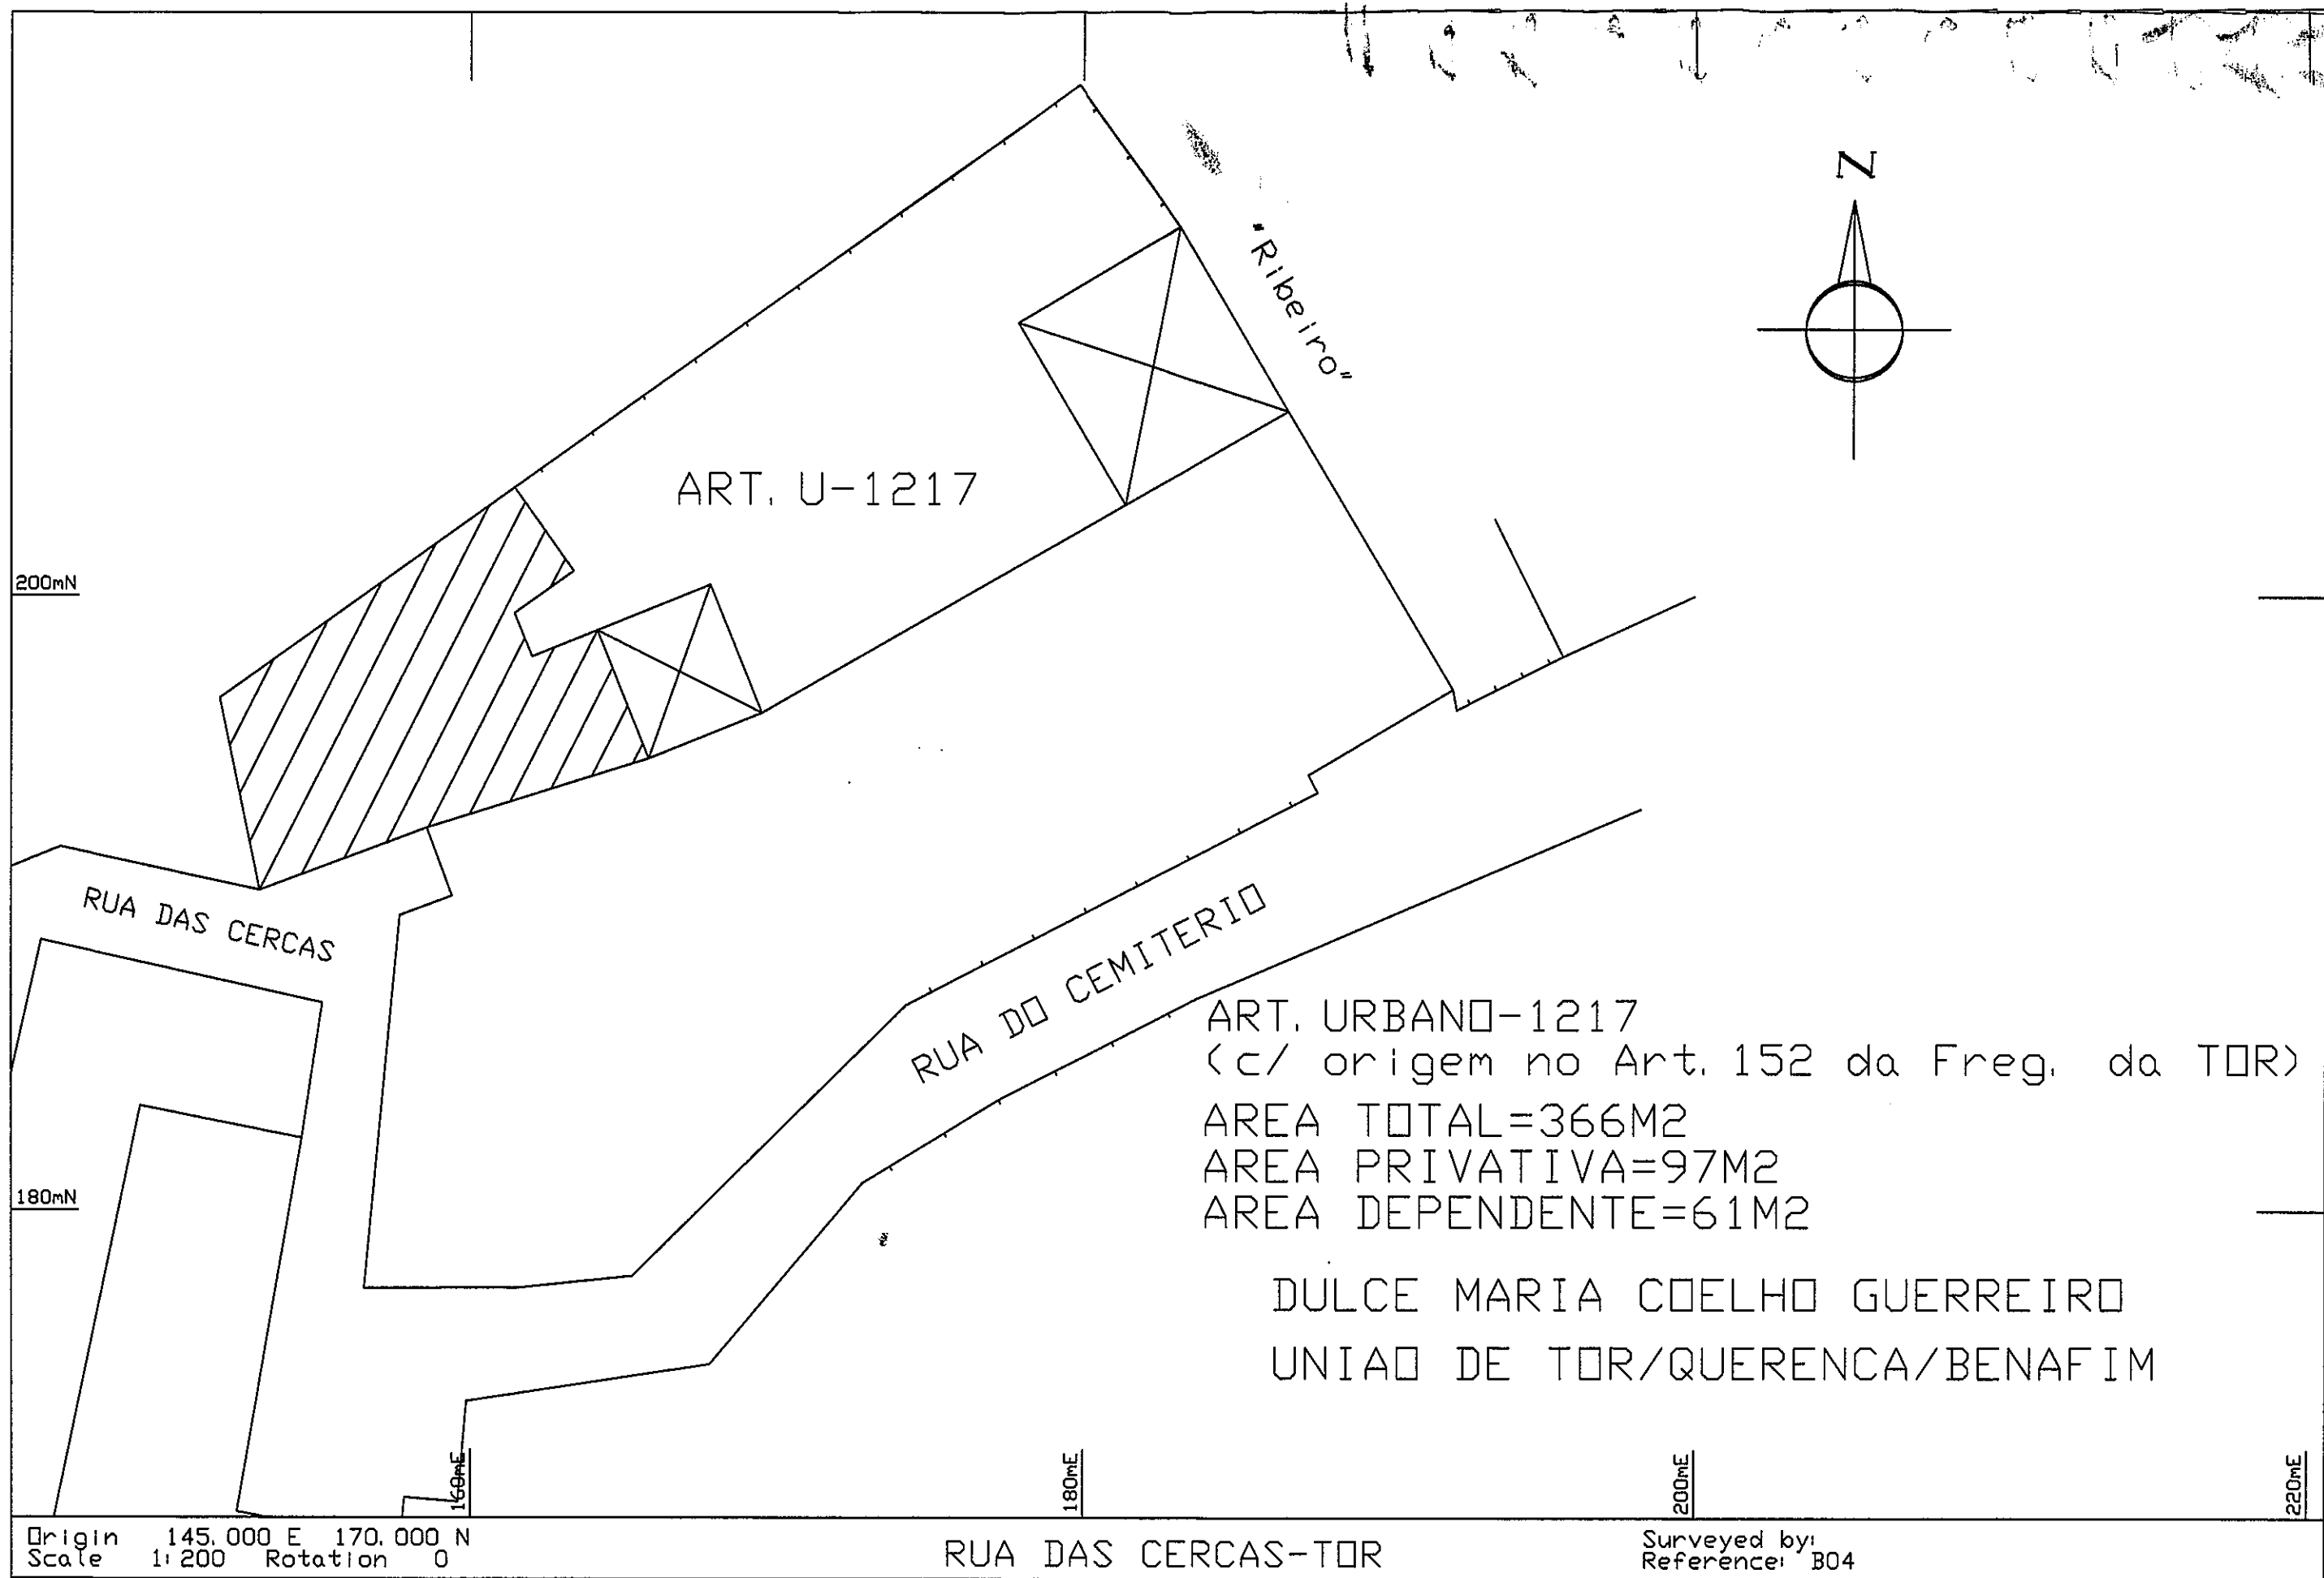 "Ribeiro"
N
ART. U-1217
200mN
RUA DAS CERCAS
RUA DO CEMITERIO
ART. URBANO-1217
(c/ origem no Art. 152 da Freg. da TOR)
AREA TOTAL=366M2
AREA PRIVATIVA=97M2
AREA DEPENDENTE=61M2
180mN
DULCE MARIA COELHO GUERREIRO
UNIAO DE TOR/QUERENCA/BENAFIM
160mE
180mE
200mE
220mE
Origin 145.000 E 170.000 N
Scale 1:200 Rotation 0
RUA DAS CERCAS-TOR
Surveyed by:
Reference: B04